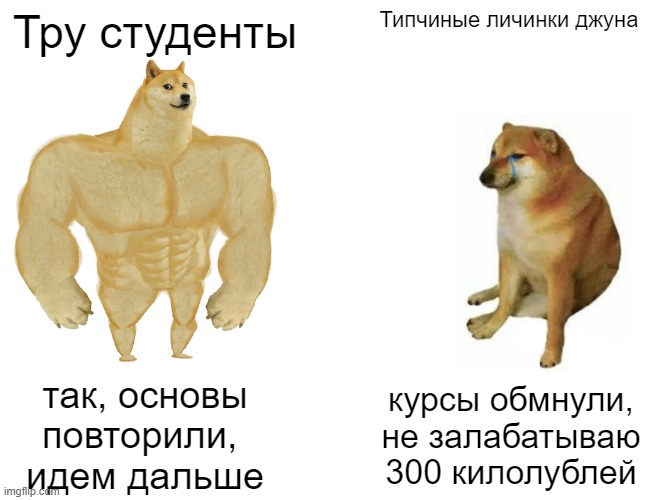 Тру студенты
Типчиные личинки джуна
так, основы
повторили,
идем дальше
курсы обмнули,
не залабатываю
300 килолублей
imgflip.com